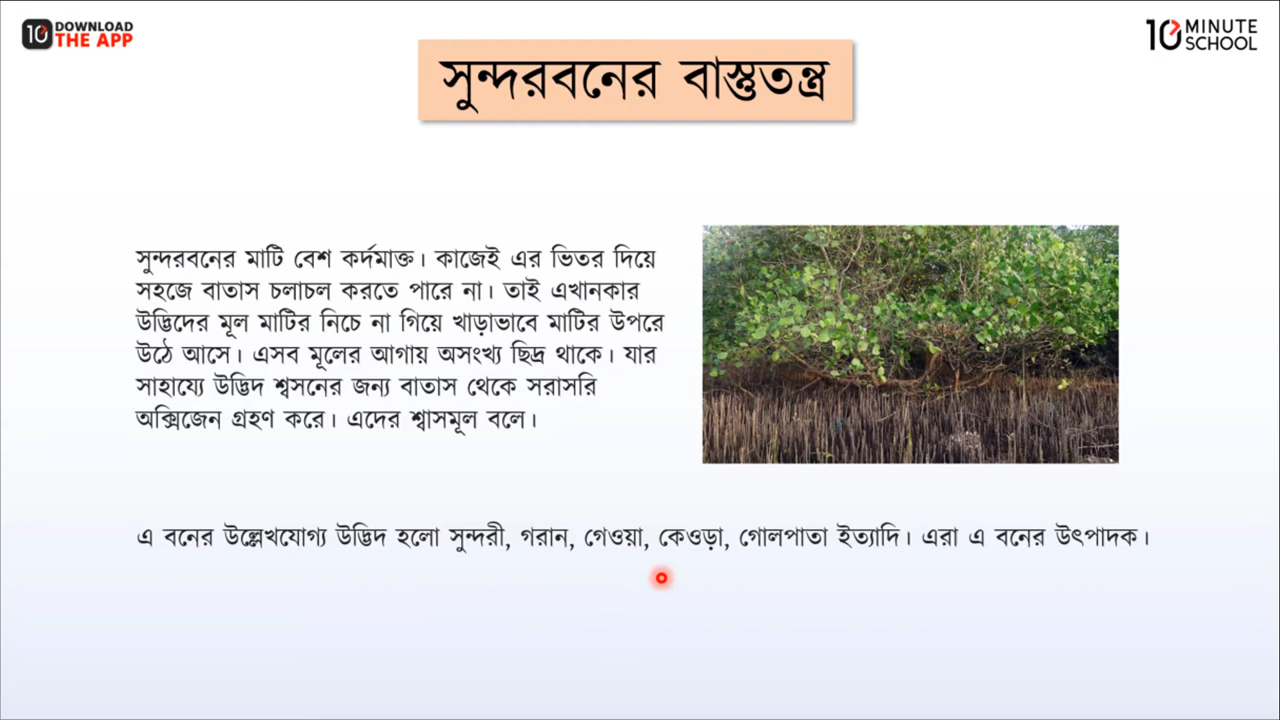 DOWNLOAD
THE APP
10 MINUTE
SCHOOL
সুন্দরবনের বাস্তুতন্ত্র
সুন্দরবনের মাটি বেশ কর্দমাক্ত। কাজেই এর ভিতর দিয়ে
সহজে বাতাস চলাচল করতে পারে না। তাই এখানকার
উদ্ভিদের মূল মাটির নিচে না গিয়ে খাড়াভাবে মাটির উপরে
উঠে আসে। এসব মূলের আগায় অসংখ্য ছিদ্র থাকে। যার
সাহায্যে উদ্ভিদ শ্বসনের জন্য বাতাস থেকে সরাসরি
অক্সিজেন গ্রহণ করে। এদের শ্বাসমূল বলে।
এ বনের উল্লেখযোগ্য উদ্ভিদ হলো সুন্দরী, গরান, গেওয়া, কেওড়া, গোলপাতা ইত্যাদি। এরা এ বনের উৎপাদক।